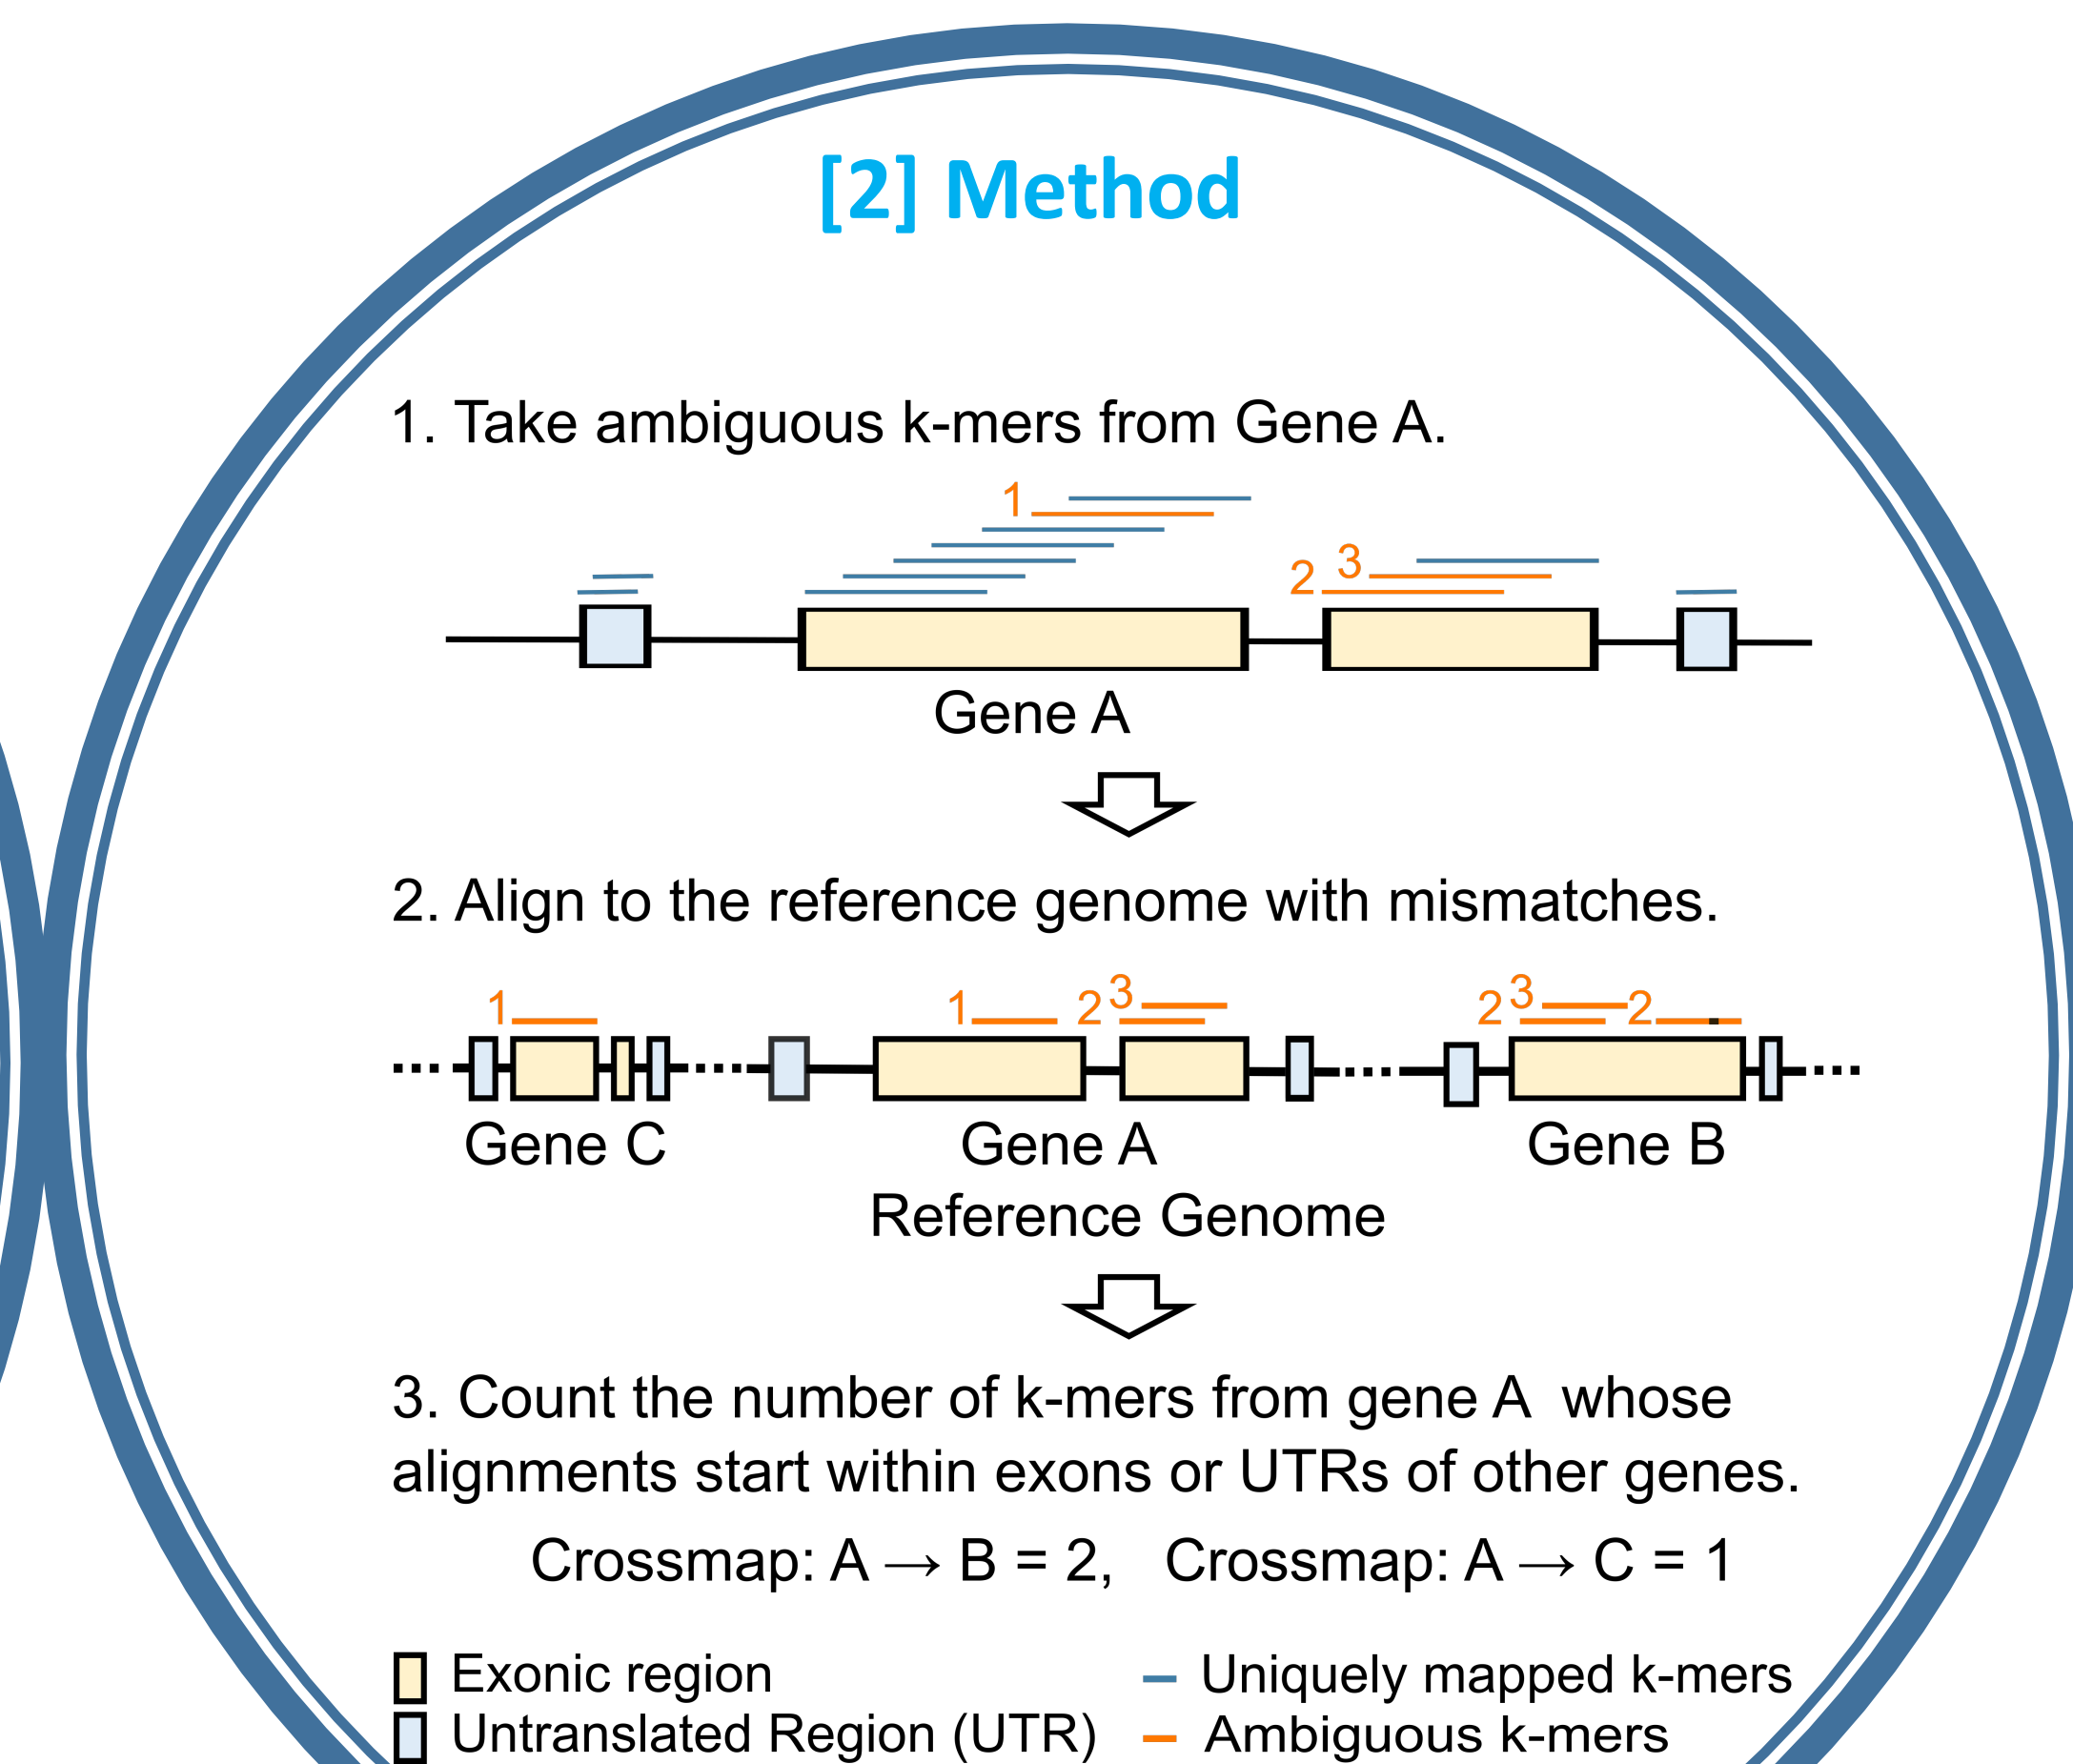 [2] Method
1. Take ambiguous k-mers from Gene A.
1
2 3
Gene A
2. Align to the reference genome with mismatches.
1 1 2 3 2 3 2
Gene C Gene A Gene B
Reference Genome
3. Count the number of k-mers from gene A whose
alignments start within exons or UTRs of other genes.
Crossmap: A → B = 2, Crossmap: A → C = 1
Exonic region Uniquely mapped k-mers
Untranslated Region (UTR) Ambiguous k-mers